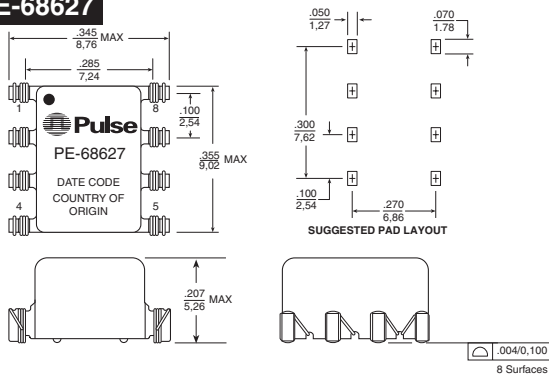 E-68627
.345
8,76
MAX
.285
7,24
1
8
Pulse
PE-68627
DATE CODE
COUNTRY OF
ORIGIN
4
5
.100
2,54
.355
9,02
MAX
.050
1,27
.070
1.78
.300
7,62
.100
2,54
.270
6,86
SUGGESTED PAD LAYOUT
.207
5,26
MAX
.004/0,100
8 Surfaces